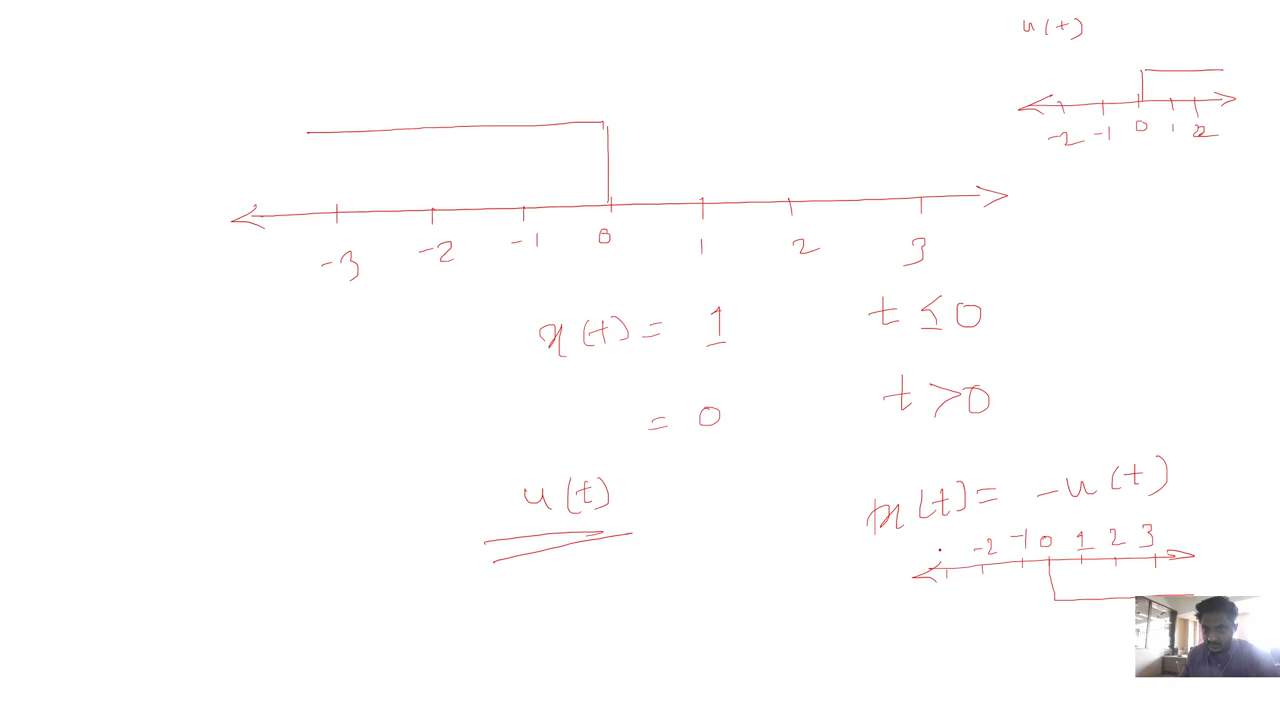 u(t)
-2 -1 0 1 2
-3 -2 -1 0 1 2 3
x(t) = 1 t ≤ 0
= 0 t > 0
u(t)
x(t) = -u(t)
-2 -1 0 1 2 3